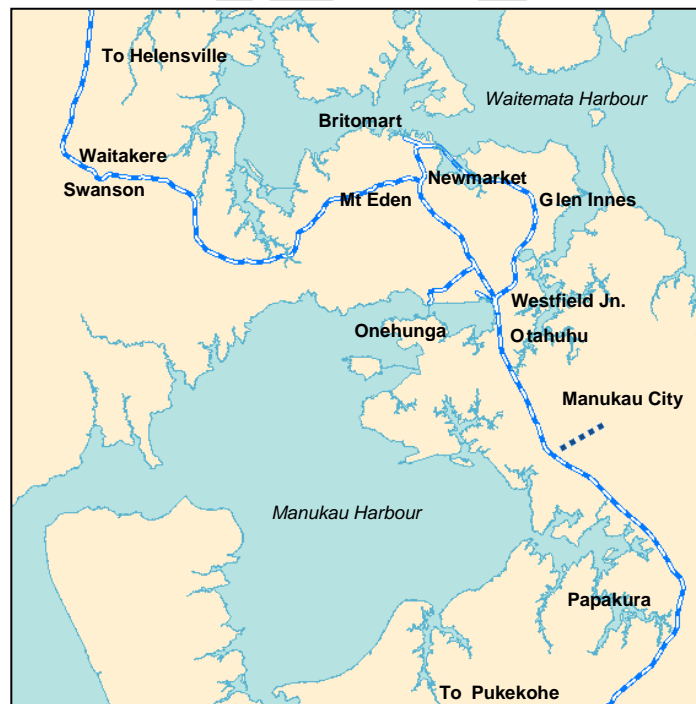 To Helensville
Waitemata Harbour
Britomart
Waitakere
Swanson
Newmarket
Mt Eden
Glen Innes
Westfield Jn.
Onehunga
Otahuhu
Manukau City
Manukau Harbour
Papakura
To Pukekohe